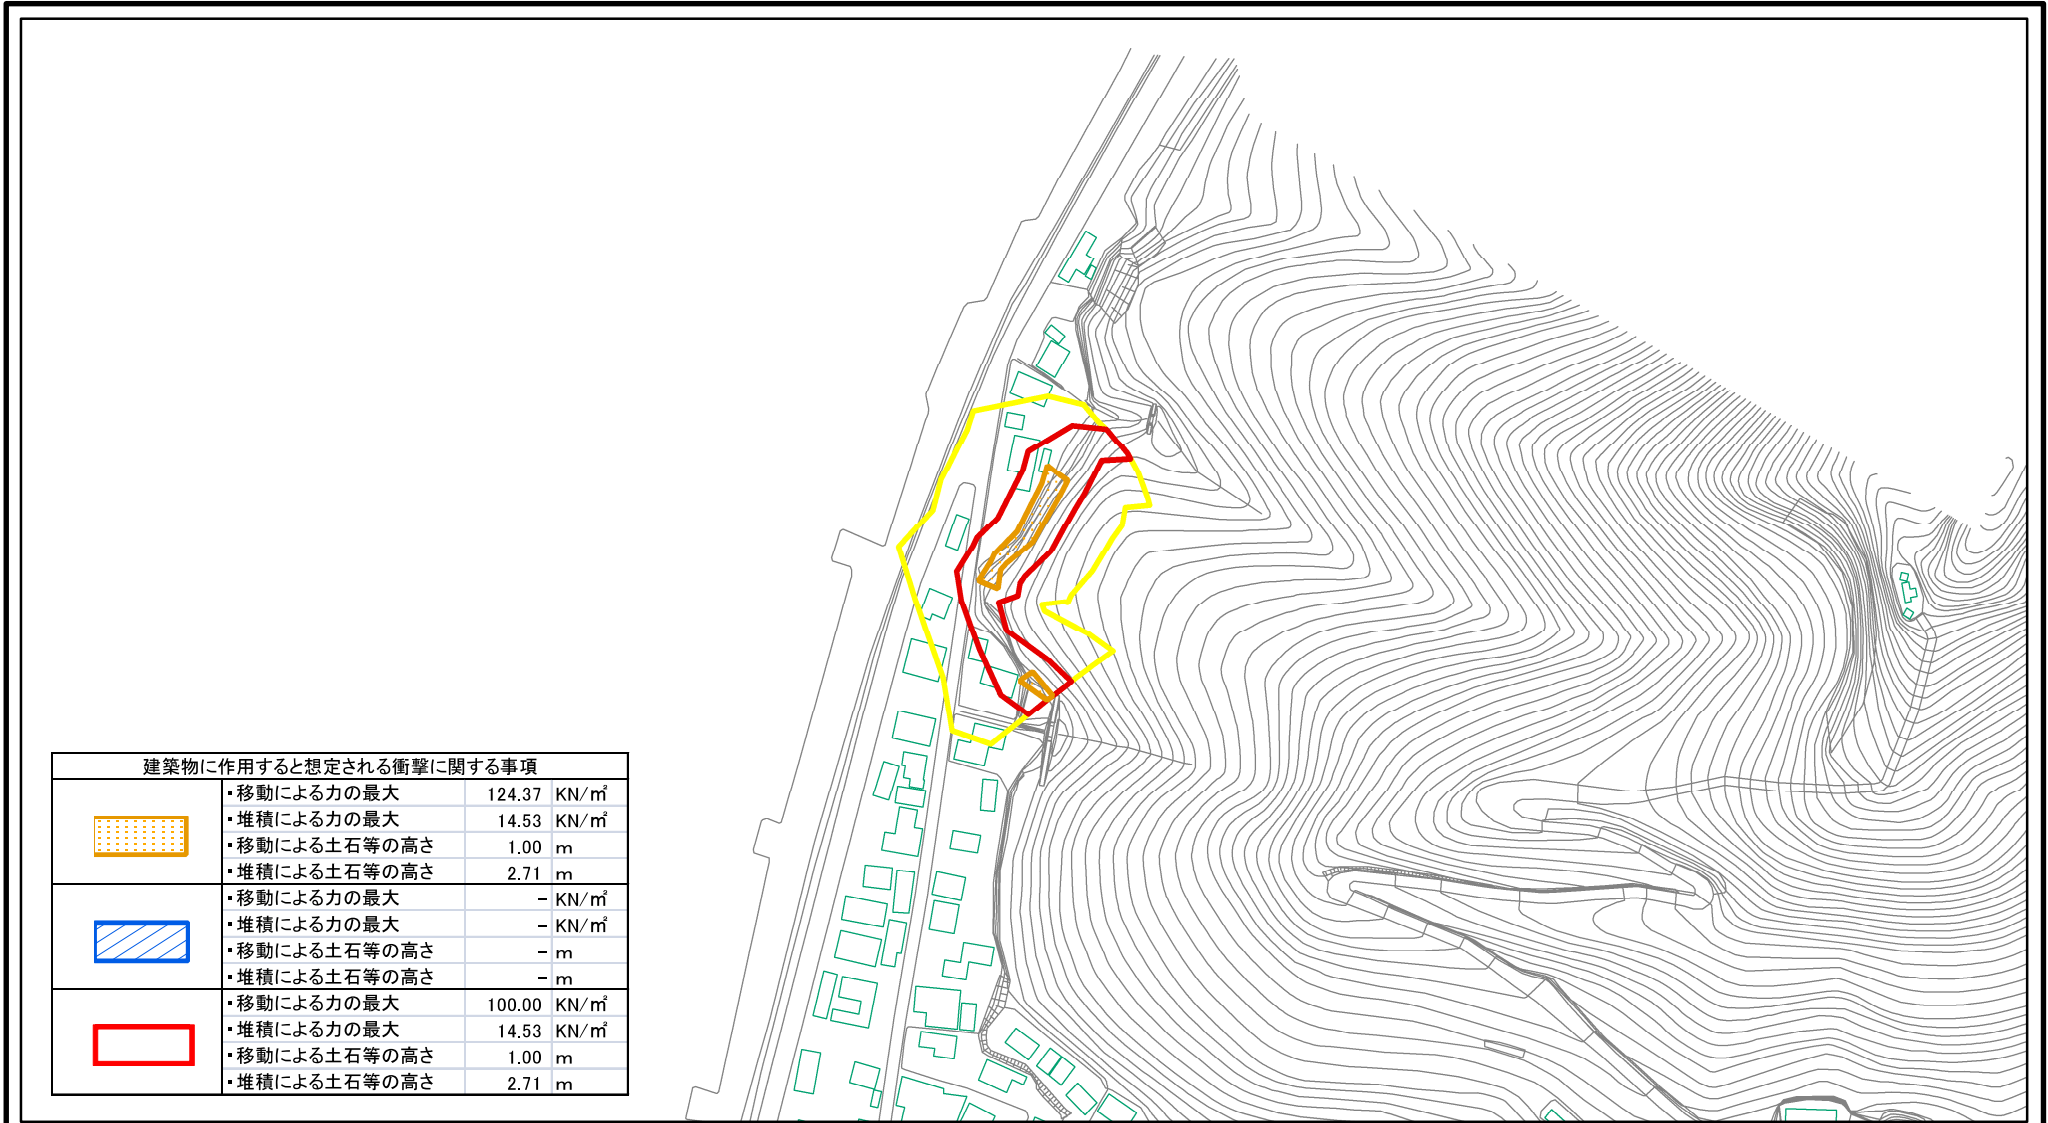 建築物に作用すると想定される衝撃に関する事項
・移動による力の最大 124.37 KN/㎡
・堆積による力の最大 14.53 KN/㎡
・移動による土石等の高さ 1.00 m
・堆積による土石等の高さ 2.71 m
・移動による力の最大 - KN/㎡
・堆積による力の最大 - KN/㎡
・移動による土石等の高さ - m
・堆積による土石等の高さ - m
・移動による力の最大 100.00 KN/㎡
・堆積による力の最大 14.53 KN/㎡
・移動による土石等の高さ 1.00 m
・堆積による土石等の高さ 2.71 m